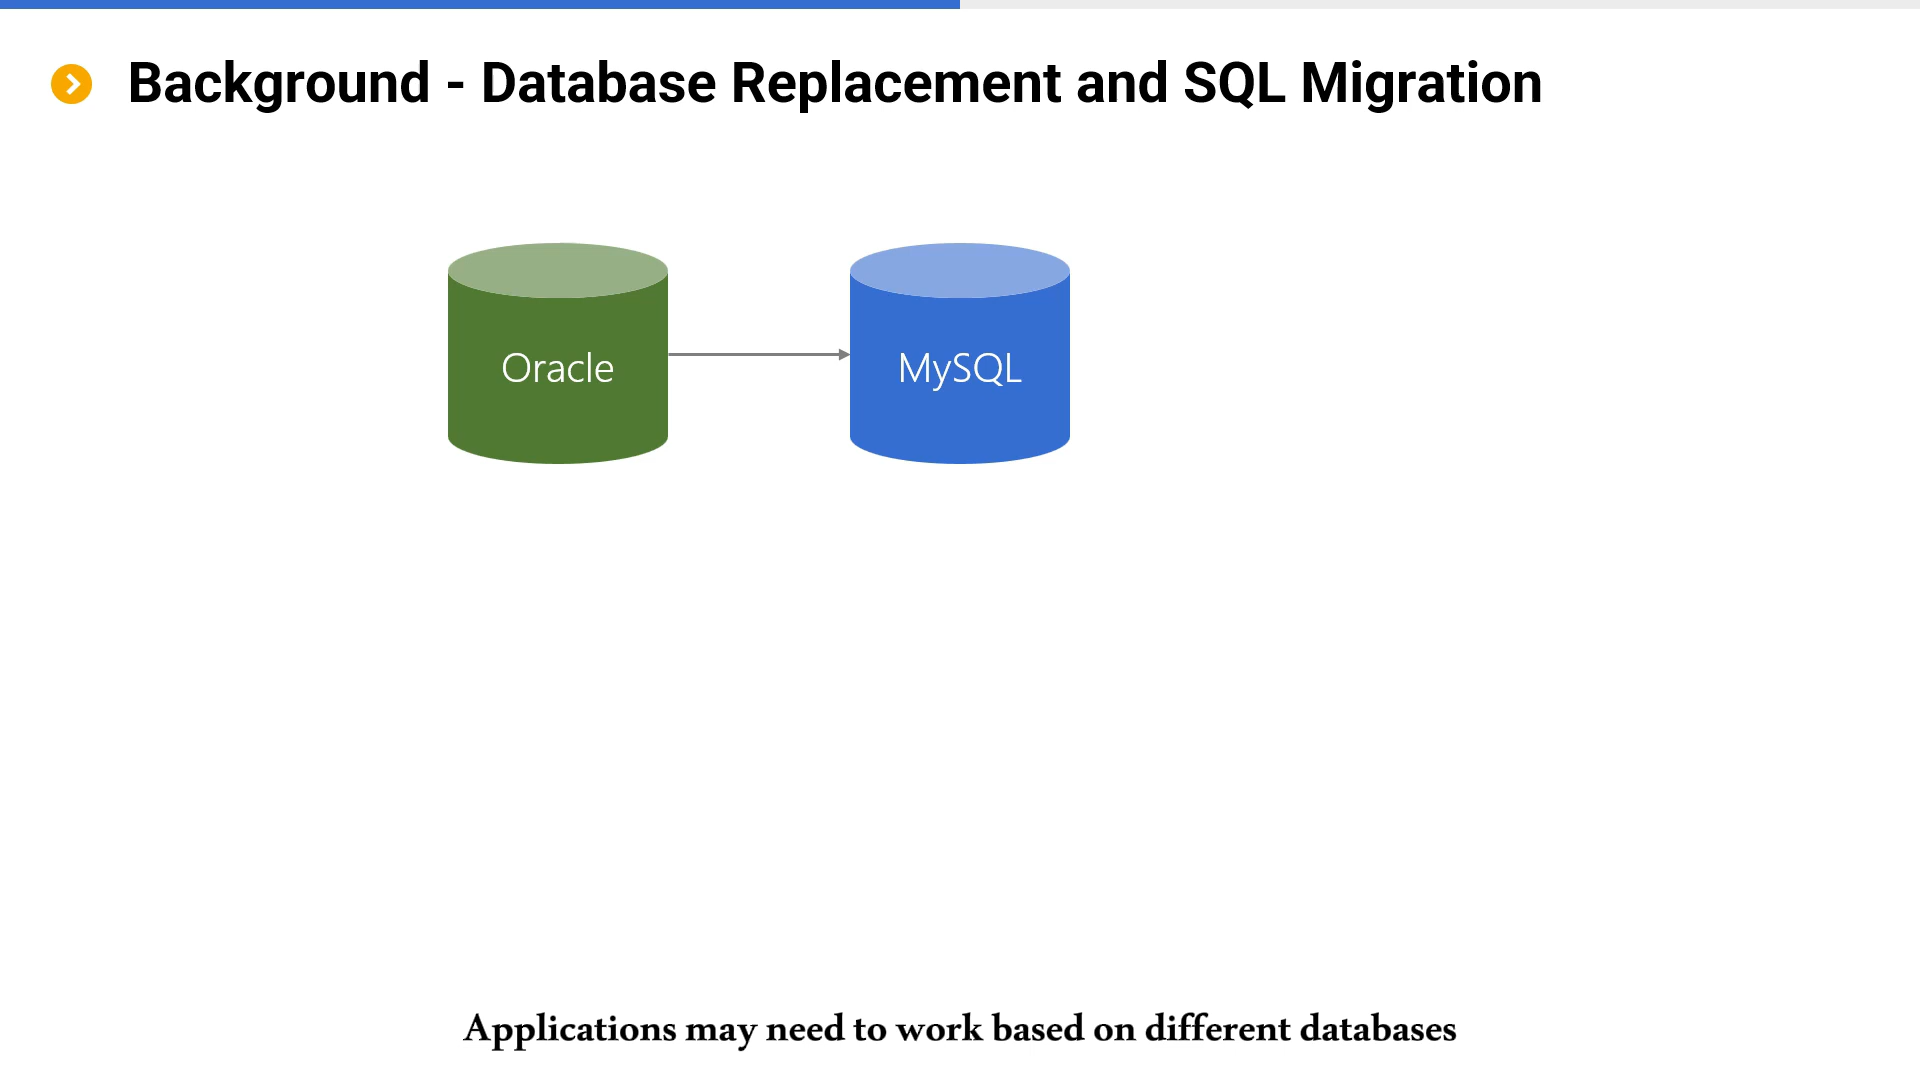 Background - Database Replacement and SQL Migration
Oracle
MySQL
Applications may need to work based on different databases